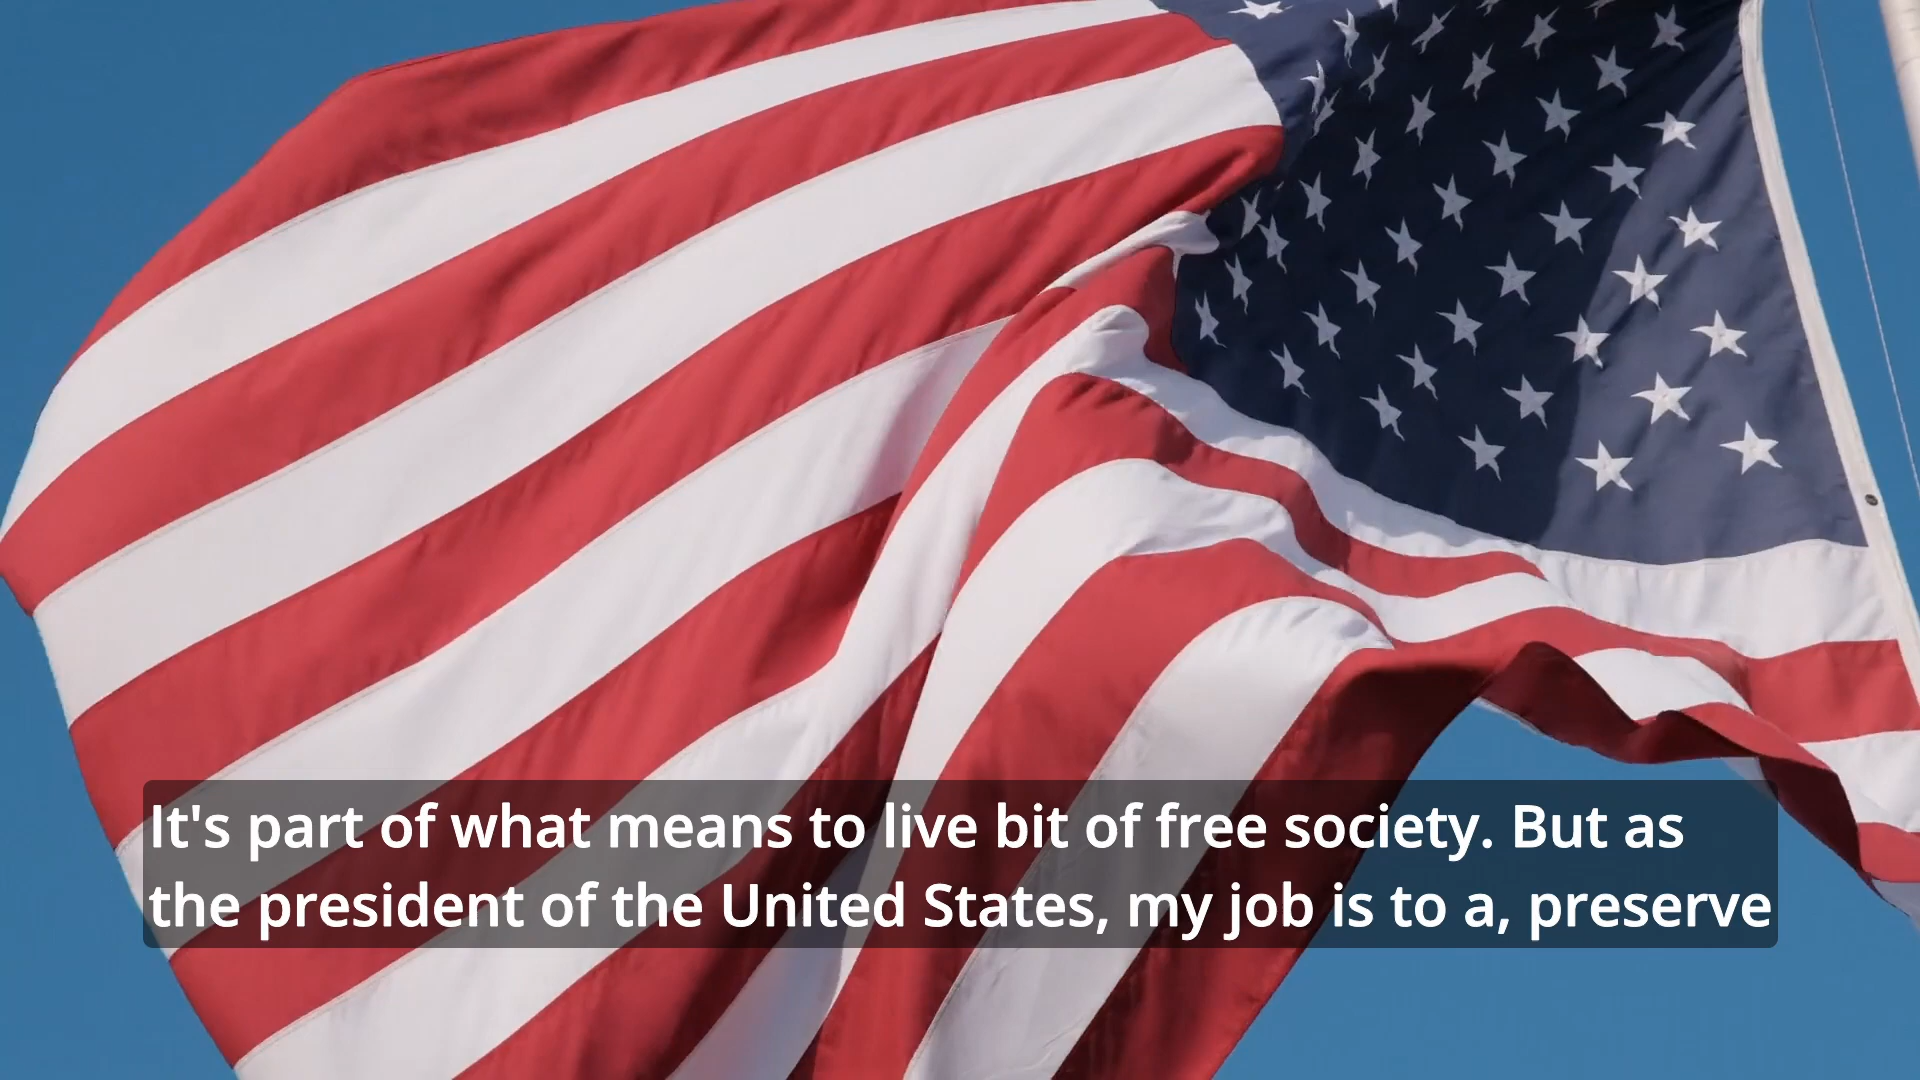 It's part of what means to live bit of free society. But as
the president of the United States, my job is to a, preserve